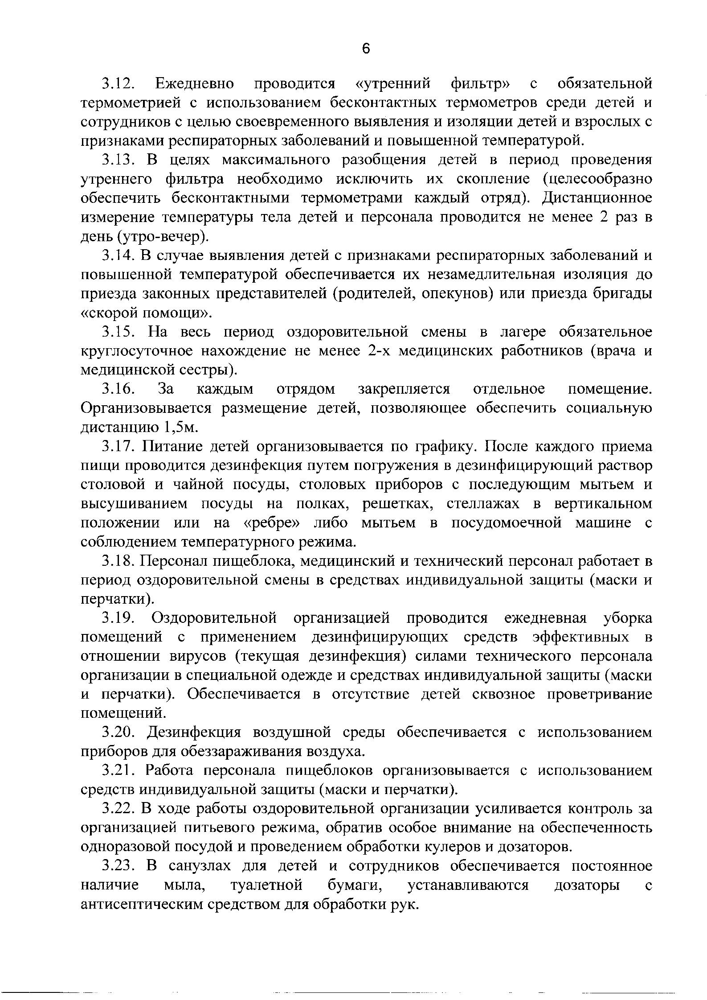 6
3.12. Ежедневно проводится «утренний фильтр» с обязательной
термометрией с использованием бесконтактных термометров среди детей и
сотрудников с целью своевременного выявления и изоляции детей и взрослых с
признаками респираторных заболеваний и повышенной температурой.
3.13. В целях максимального разобщения детей в период проведения
утреннего фильтра необходимо исключить их скопление (целесообразно
обеспечить бесконтактными термометрами каждый отряд). Дистанционное
измерение температуры тела детей и персонала проводится не менее 2 раз в
день (утро-вечер).
3.14. В случае выявления детей с признаками респираторных заболеваний и
повышенной температурой обеспечивается их незамедлительная изоляция до
приезда законных представителей (родителей, опекунов) или приезда бригады
«скорой помощи».
3.15. На весь период оздоровительной смены в лагере обязательное
круглосуточное нахождение не менее 2-х медицинских работников (врача и
медицинской сестры).
3.16. За каждым отрядом закрепляется отдельное помещение.
Организовывается размещение детей, позволяющее обеспечить социальную
дистанцию 1,5м.
3.17. Питание детей организовывается по графику. После каждого приема
пищи проводится дезинфекция путем погружения в дезинфицирующий раствор
столовой и чайной посуды, столовых приборов с последующим мытьем и
высушиванием посуды на полках, решетках, стеллажах в вертикальном
положении или на «ребре» либо мытьем в посудомоечной машине с
соблюдением температурного режима.
3.18. Персонал пищеблока, медицинский и технический персонал работает в
период оздоровительной смены в средствах индивидуальной защиты (маски и
перчатки).
3.19. Оздоровительной организацией проводится ежедневная уборка
помещений с применением дезинфицирующих средств эффективных в
отношении вирусов (текущая дезинфекция) силами технического персонала
организации в специальной одежде и средствах индивидуальной защиты (маски
и перчатки). Обеспечивается в отсутствие детей сквозное проветривание
помещений.
3.20. Дезинфекция воздушной среды обеспечивается с использованием
приборов для обеззараживания воздуха.
3.21. Работа персонала пищеблоков организовывается с использованием
средств индивидуальной защиты (маски и перчатки).
3.22. В ходе работы оздоровительной организации усиливается контроль за
организацией питьевого режима, обратив особое внимание на обеспеченность
одноразовой посудой и проведением обработки кулеров и дозаторов.
3.23. В санузлах для детей и сотрудников обеспечивается постоянное
наличие мыла, туалетной бумаги, устанавливаются дозаторы с
антисептическим средством для обработки рук.